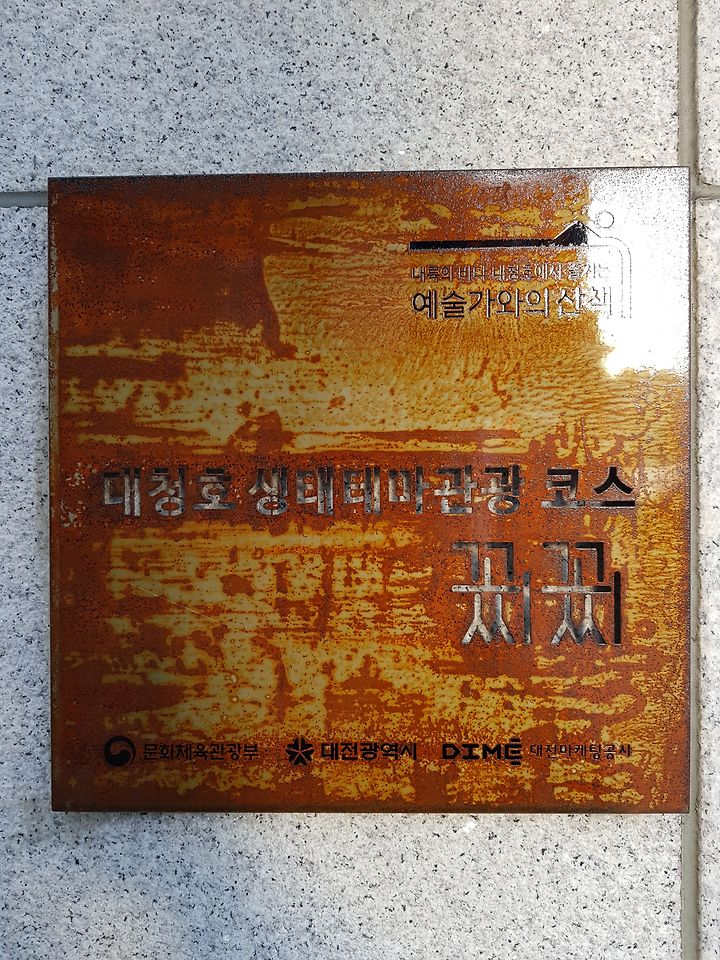 내륙의 바다 대청호에서 즐기는
예술가와의 산책
대청호 생태테마관광 코스
문화체육관광부 대전광역시 DIME 대전마케팅공사